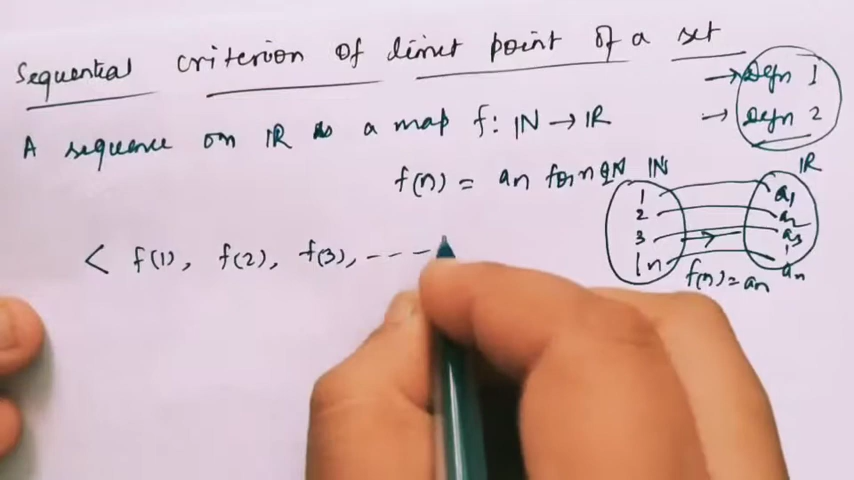 Sequential criterion of limit point of a set
→ Defn 1
→ Defn 2
A sequence on IR is a map f: IN → IR
f(n) = an for n ∈ IN
IN
IR
1
2
3
n
a1
a2
a3
an
f(n) = an
< f(1), f(2), f(3), ----